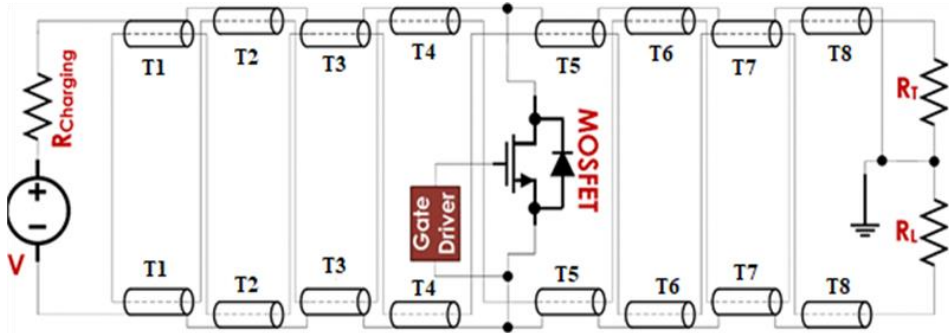 T1 T2 T3 T4 T5 T6 T7 T8
RCharging
RT
MOSFET
+
−
V
Gate
Driver
RL
T1 T2 T3 T4 T5 T6 T7 T8